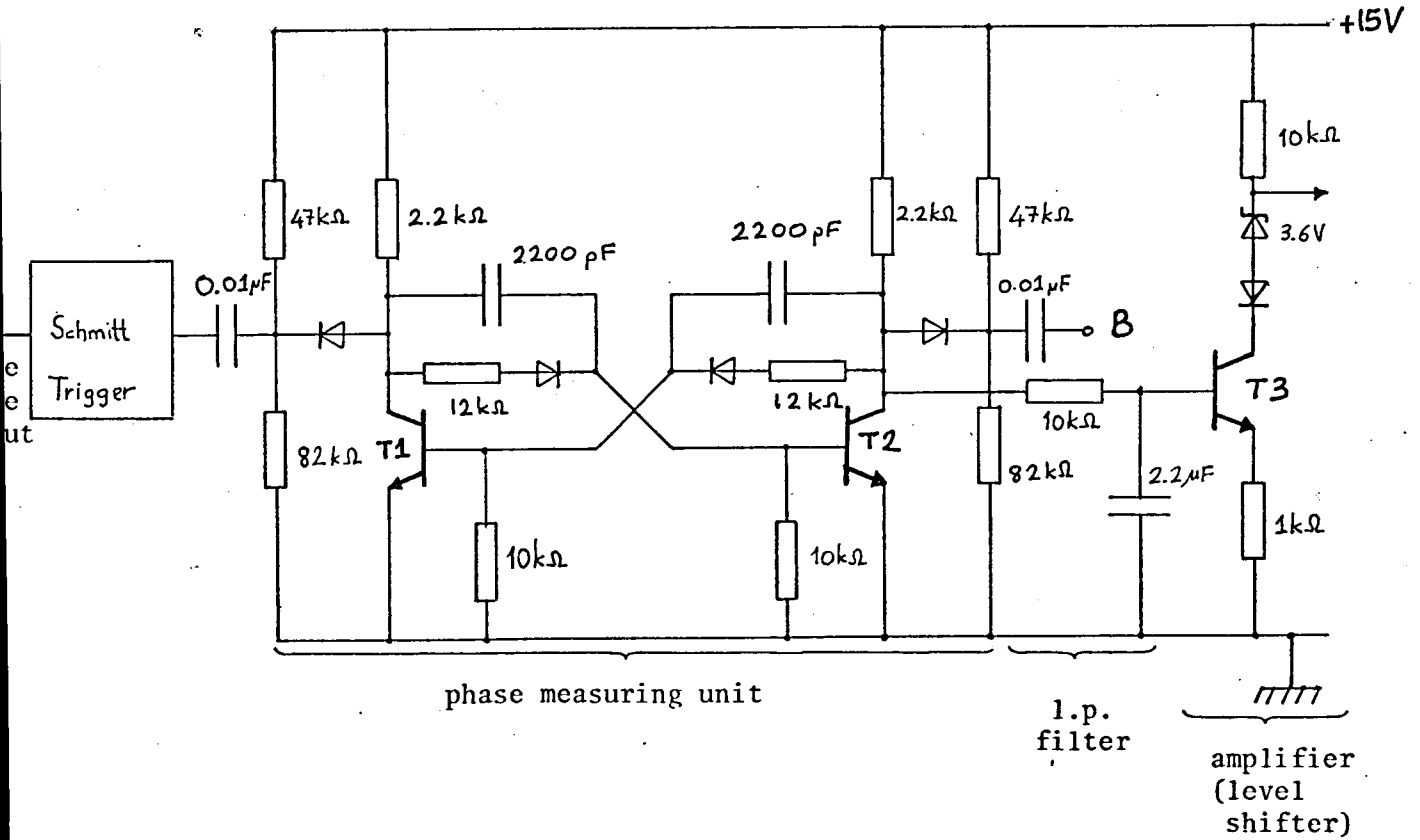 +15V
10kΩ
47kΩ
2.2kΩ
2.2kΩ
47kΩ
2200pF
2200pF
3.6V
0.01μF
0.01μF
B
Schmitt
Trigger
e
e
ut
12kΩ
12kΩ
10kΩ
T3
T1
T2
82kΩ
82kΩ
2.2μF
10kΩ
10kΩ
1kΩ
phase measuring unit
l.p.
filter
amplifier
(level
shifter)